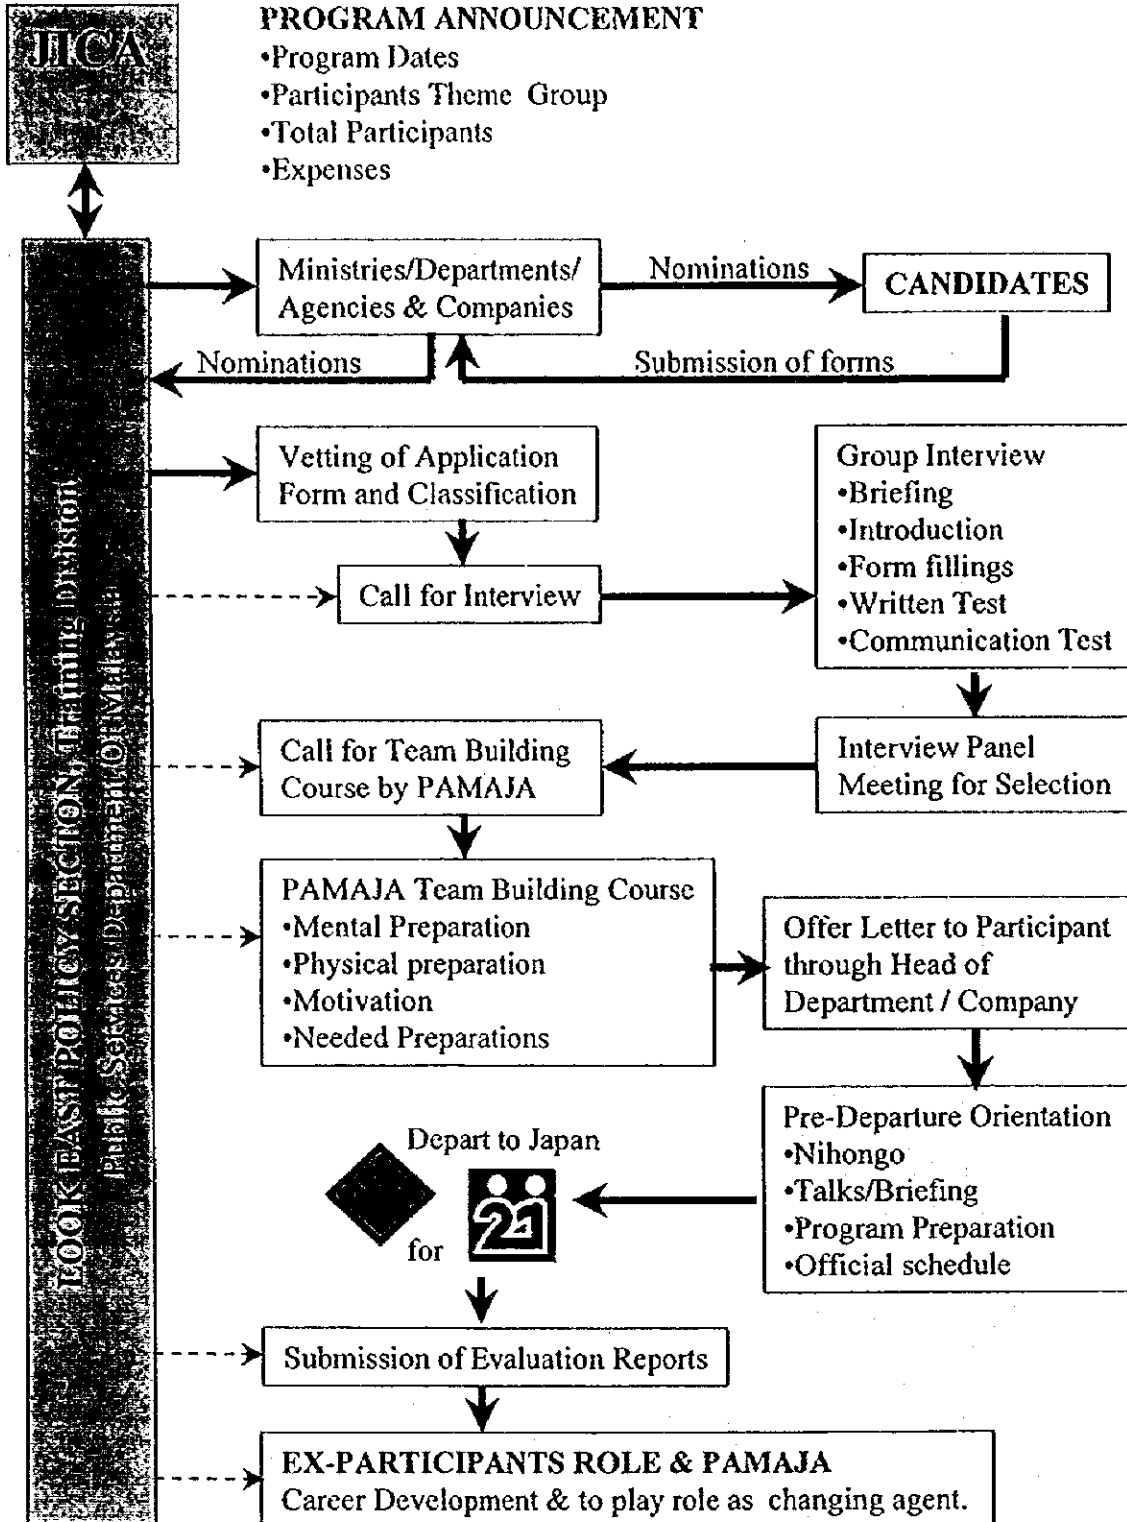 JICA
PROGRAM ANNOUNCEMENT
•Program Dates
•Participants Theme Group
•Total Participants
•Expenses
Ministries/Departments/
Agencies & Companies
Nominations
CANDIDATES
Nominations
Submission of forms
LOOK EAST POLICY SECTON, Training Division
Public Services Department Of Malaysia
Vetting of Application
Form and Classification
Call for Interview
Group Interview
•Briefing
•Introduction
•Form fillings
•Written Test
•Communication Test
Interview Panel
Meeting for Selection
Call for Team Building
Course by PAMAJA
PAMAJA Team Building Course
•Mental Preparation
•Physical preparation
•Motivation
•Needed Preparations
Offer Letter to Participant
through Head of
Department / Company
Pre-Departure Orientation
•Nihongo
•Talks/Briefing
•Program Preparation
•Official schedule
Depart to Japan
for
21
Submission of Evaluation Reports
EX-PARTICIPANTS ROLE & PAMAJA
Career Development & to play role as changing agent.